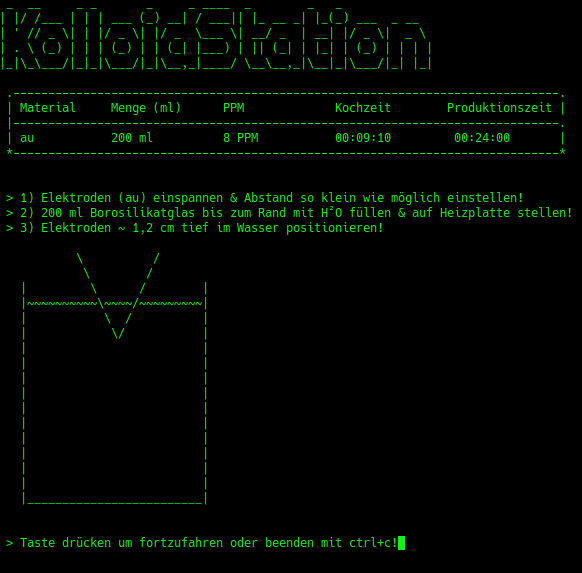 KolloidStation
Material Menge (ml) PPM Kochzeit Produktionszeit
au 200 ml 8 PPM 00:09:10 00:24:00
> 1) Elektroden (au) einspannen & Abstand so klein wie möglich einstellen!
> 2) 200 ml Borosilikatglas bis zum Rand mit H²O füllen & auf Heizplatte stellen!
> 3) Elektroden ~ 1,2 cm tief im Wasser positionieren!
> Taste drücken um fortzufahren oder beenden mit ctrl+c!